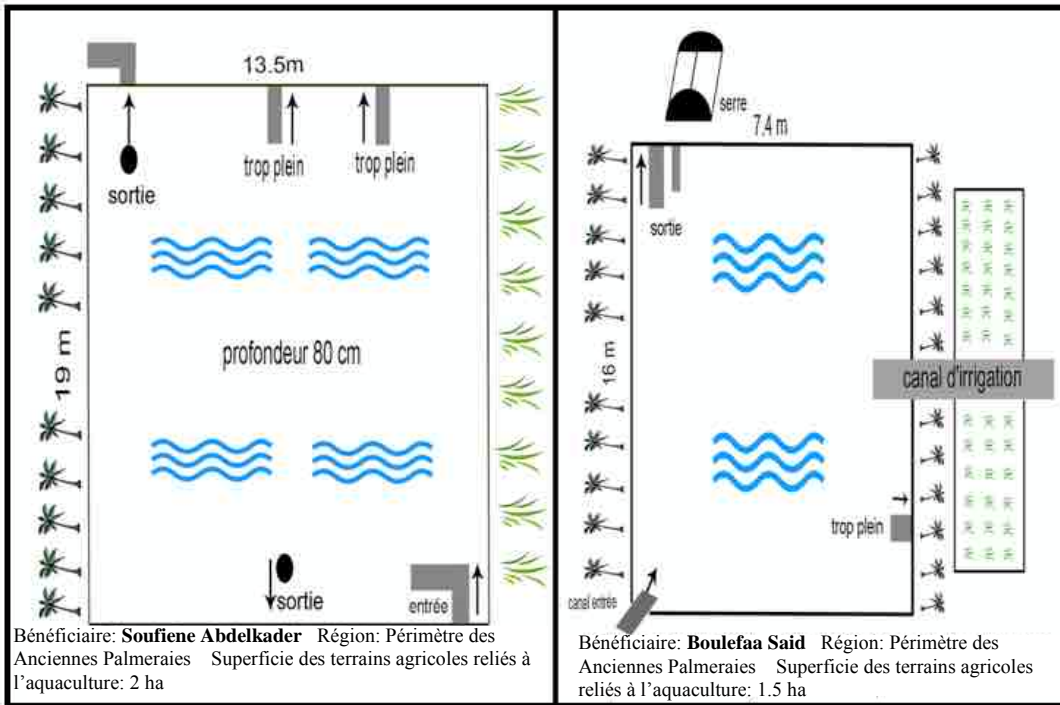 13.5m
trop plein
trop plein
sortie
19 m
profondeur 80 cm
sortie
entrée
Bénéficiaire: Soufiene Abdelkader Région: Périmètre des
Anciennes Palmeraies Superficie des terrains agricoles reliés à
l'aquaculture: 2 ha
serre
7.4 m
sortie
16 m
canal d'irrigation
trop plein
canal entrée
Bénéficiaire: Boulefaa Said Région: Périmètre des
Anciennes Palmeraies Superficie des terrains agricoles
reliés à l'aquaculture: 1.5 ha